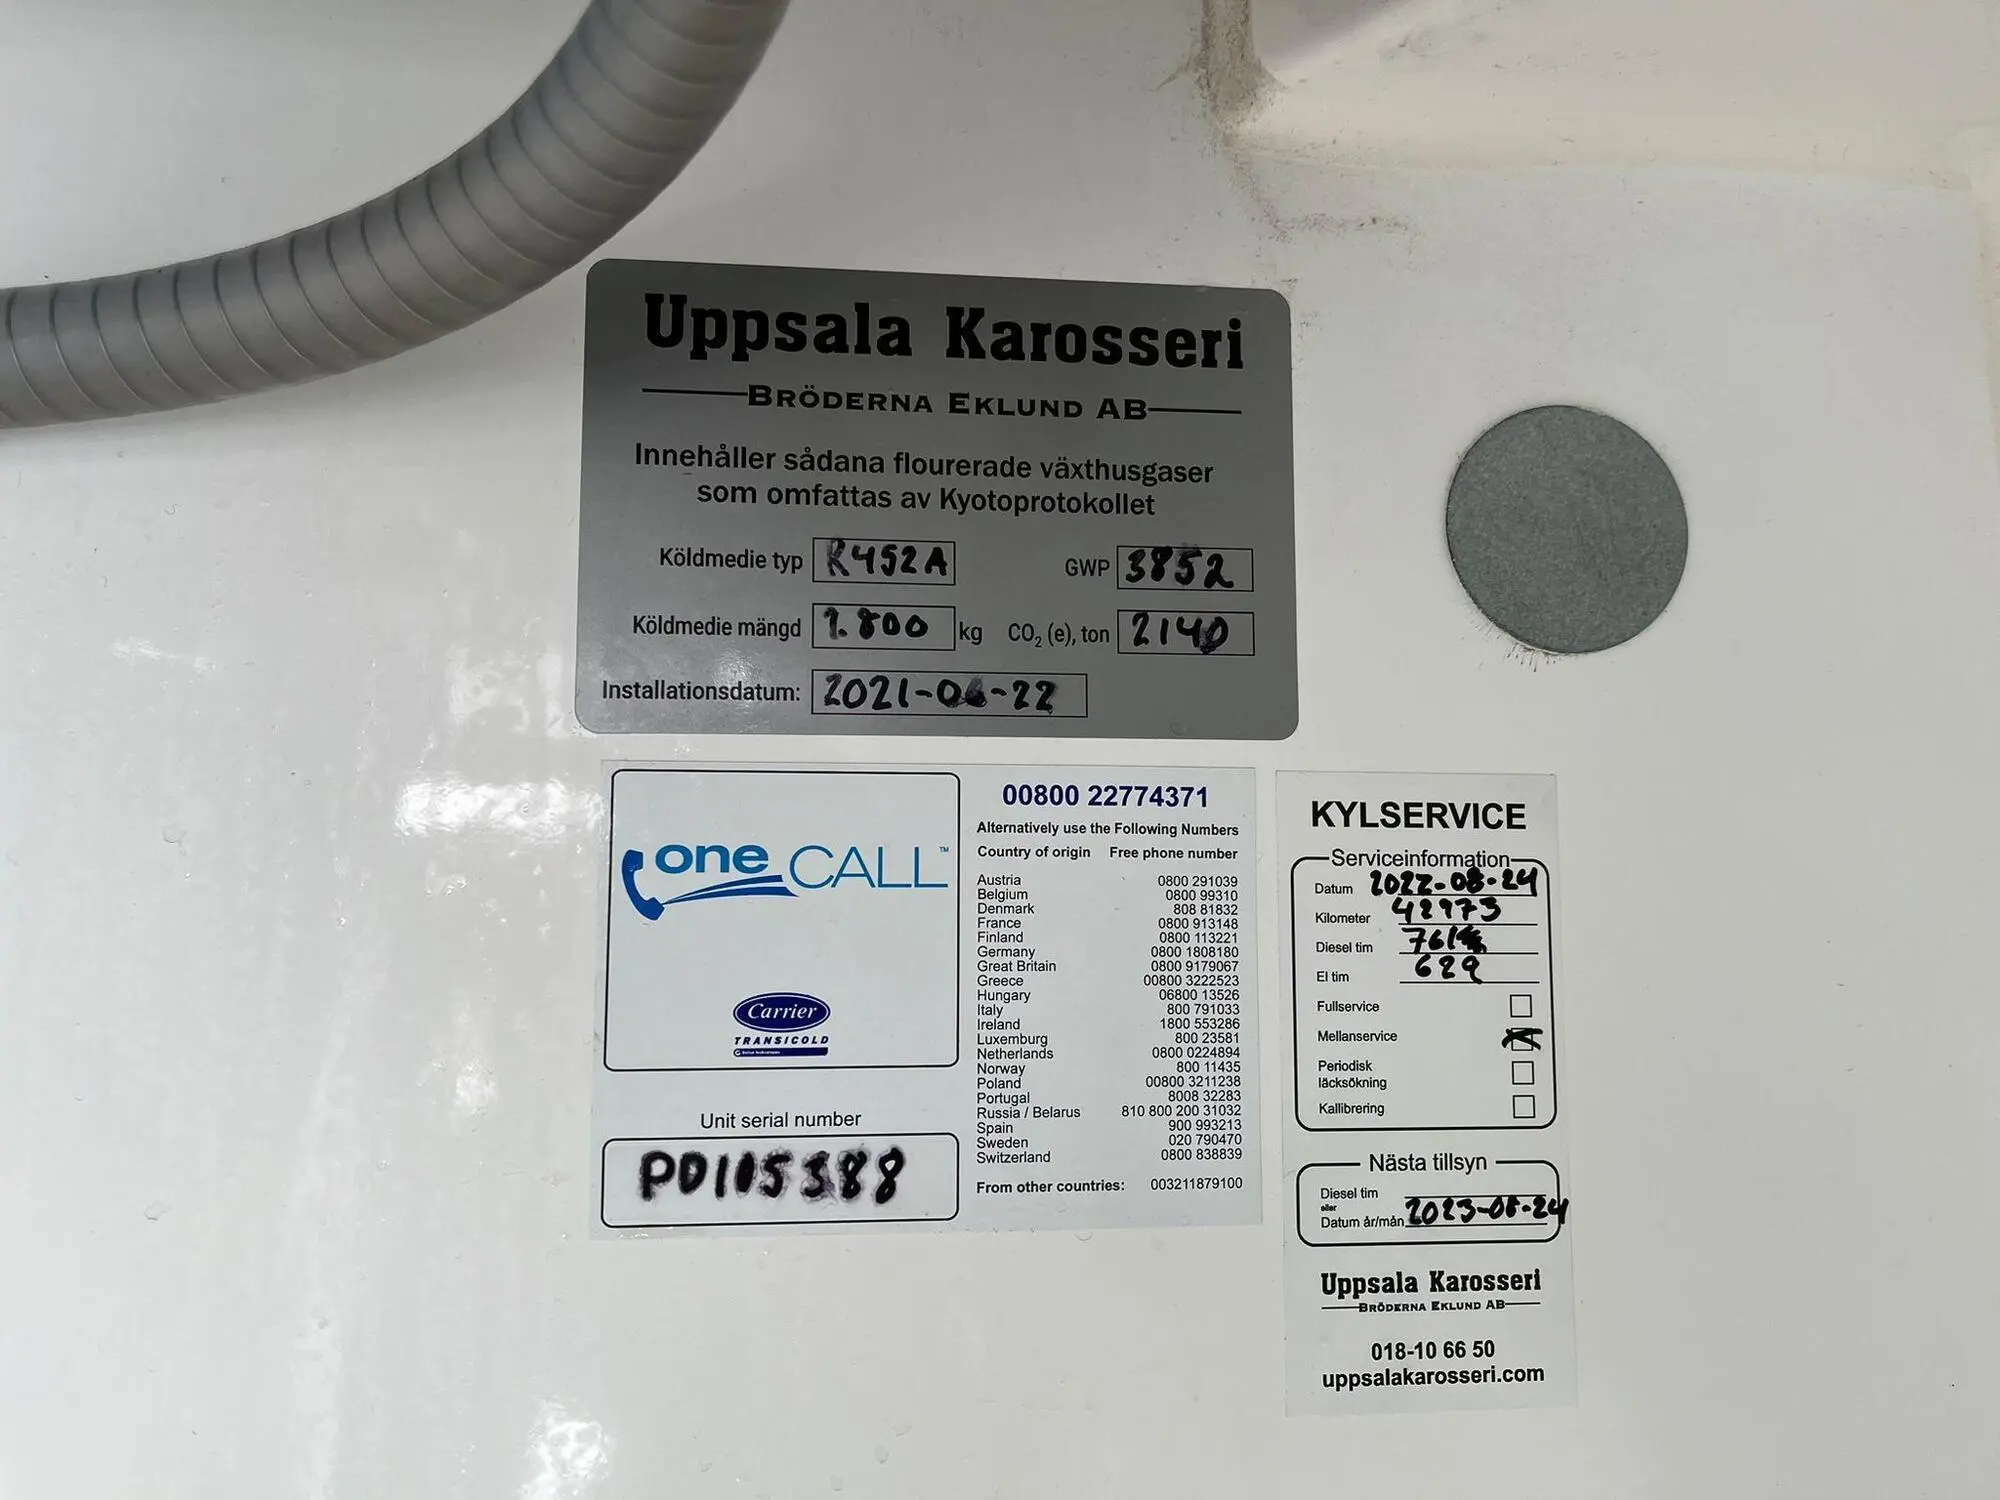 Uppsala Karosseri
BRÖDERNA EKLUND AB
Innehåller sådana flourerade växthusgaser
som omfattas av Kyotoprotokollet
Köldmedie typ R452A GWP 3852
Köldmedie mängd 1.800 kg CO₂ (e), ton 2140
Installationsdatum: 2021-06-22
one CALL™
Carrier
TRANSICOLD
Unit serial number
PD105388
00800 22774371
Alternatively use the Following Numbers
Country of origin Free phone number
Austria 0800 291039
Belgium 0800 99310
Denmark 808 81832
France 0800 913148
Finland 0800 113221
Germany 0800 1808180
Great Britain 0800 9179067
Greece 00800 3222523
Hungary 06800 13526
Italy 800 791033
Ireland 1800 553286
Luxemburg 800 23581
Netherlands 0800 0224894
Norway 800 11435
Poland 00800 3211238
Portugal 8008 32283
Russia / Belarus 810 800 200 31032
Spain 900 993213
Sweden 020 790470
Switzerland 0800 838839
From other countries: 003211879100
KYLSERVICE
Serviceinformation
Datum 2022-08-24
Kilometer 42973
Diesel tim
El tim 629
Fullservice
Mellanservice
Periodisk
läcksökning
Kallibrering
Nästa tillsyn
Diesel tim
eller
Datum år/mån 2023-08-24
Uppsala Karosseri
BRÖDERNA EKLUND AB
018-10 66 50
uppsalakarosseri.com